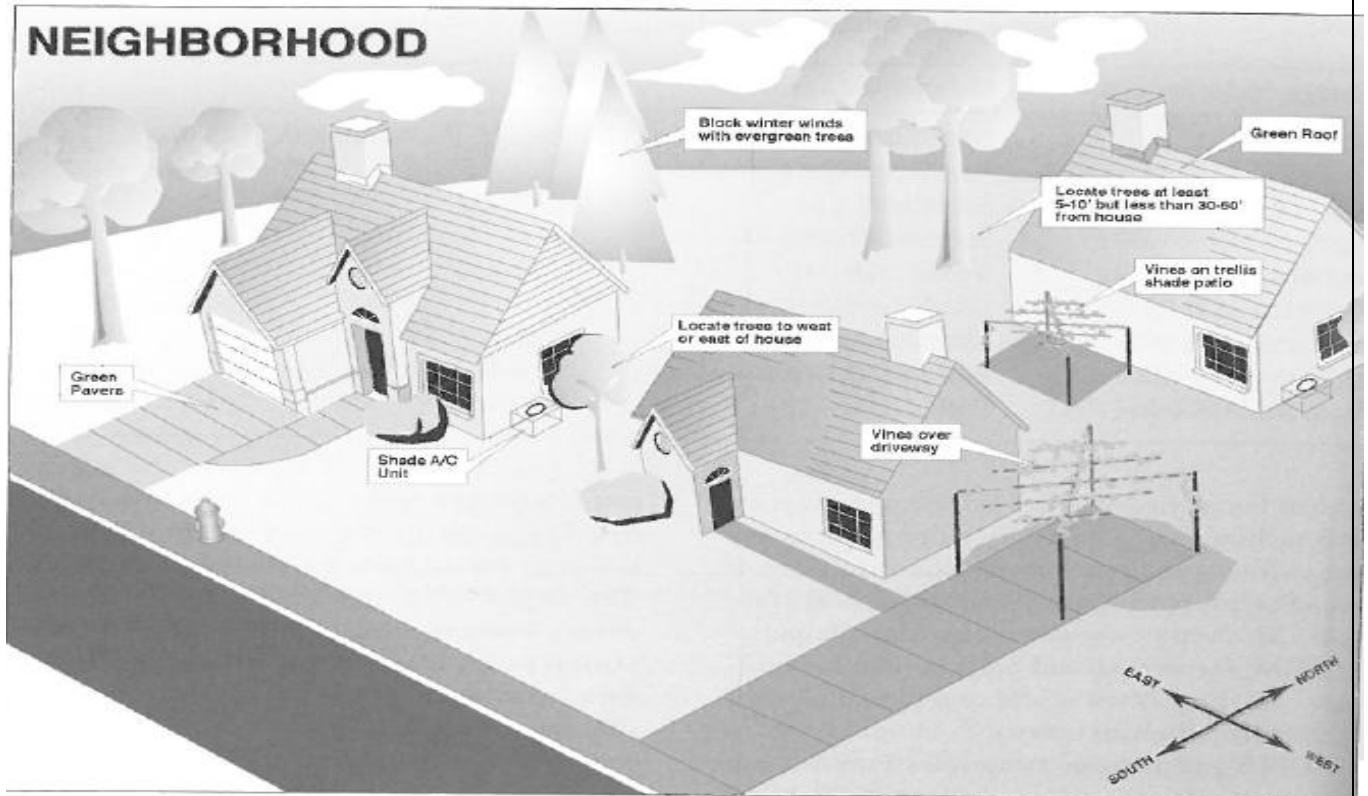 NEIGHBORHOOD
Block winter winds
with evergreen trees
Green Roof
Locate trees at least
5-10' but less than 30-50'
from house
Vines on trellis
shade patio
Locate trees to west
or east of house
Green
Pavers
Vines over
driveway
Shade A/C
Unit
EAST
NORTH
SOUTH
WEST